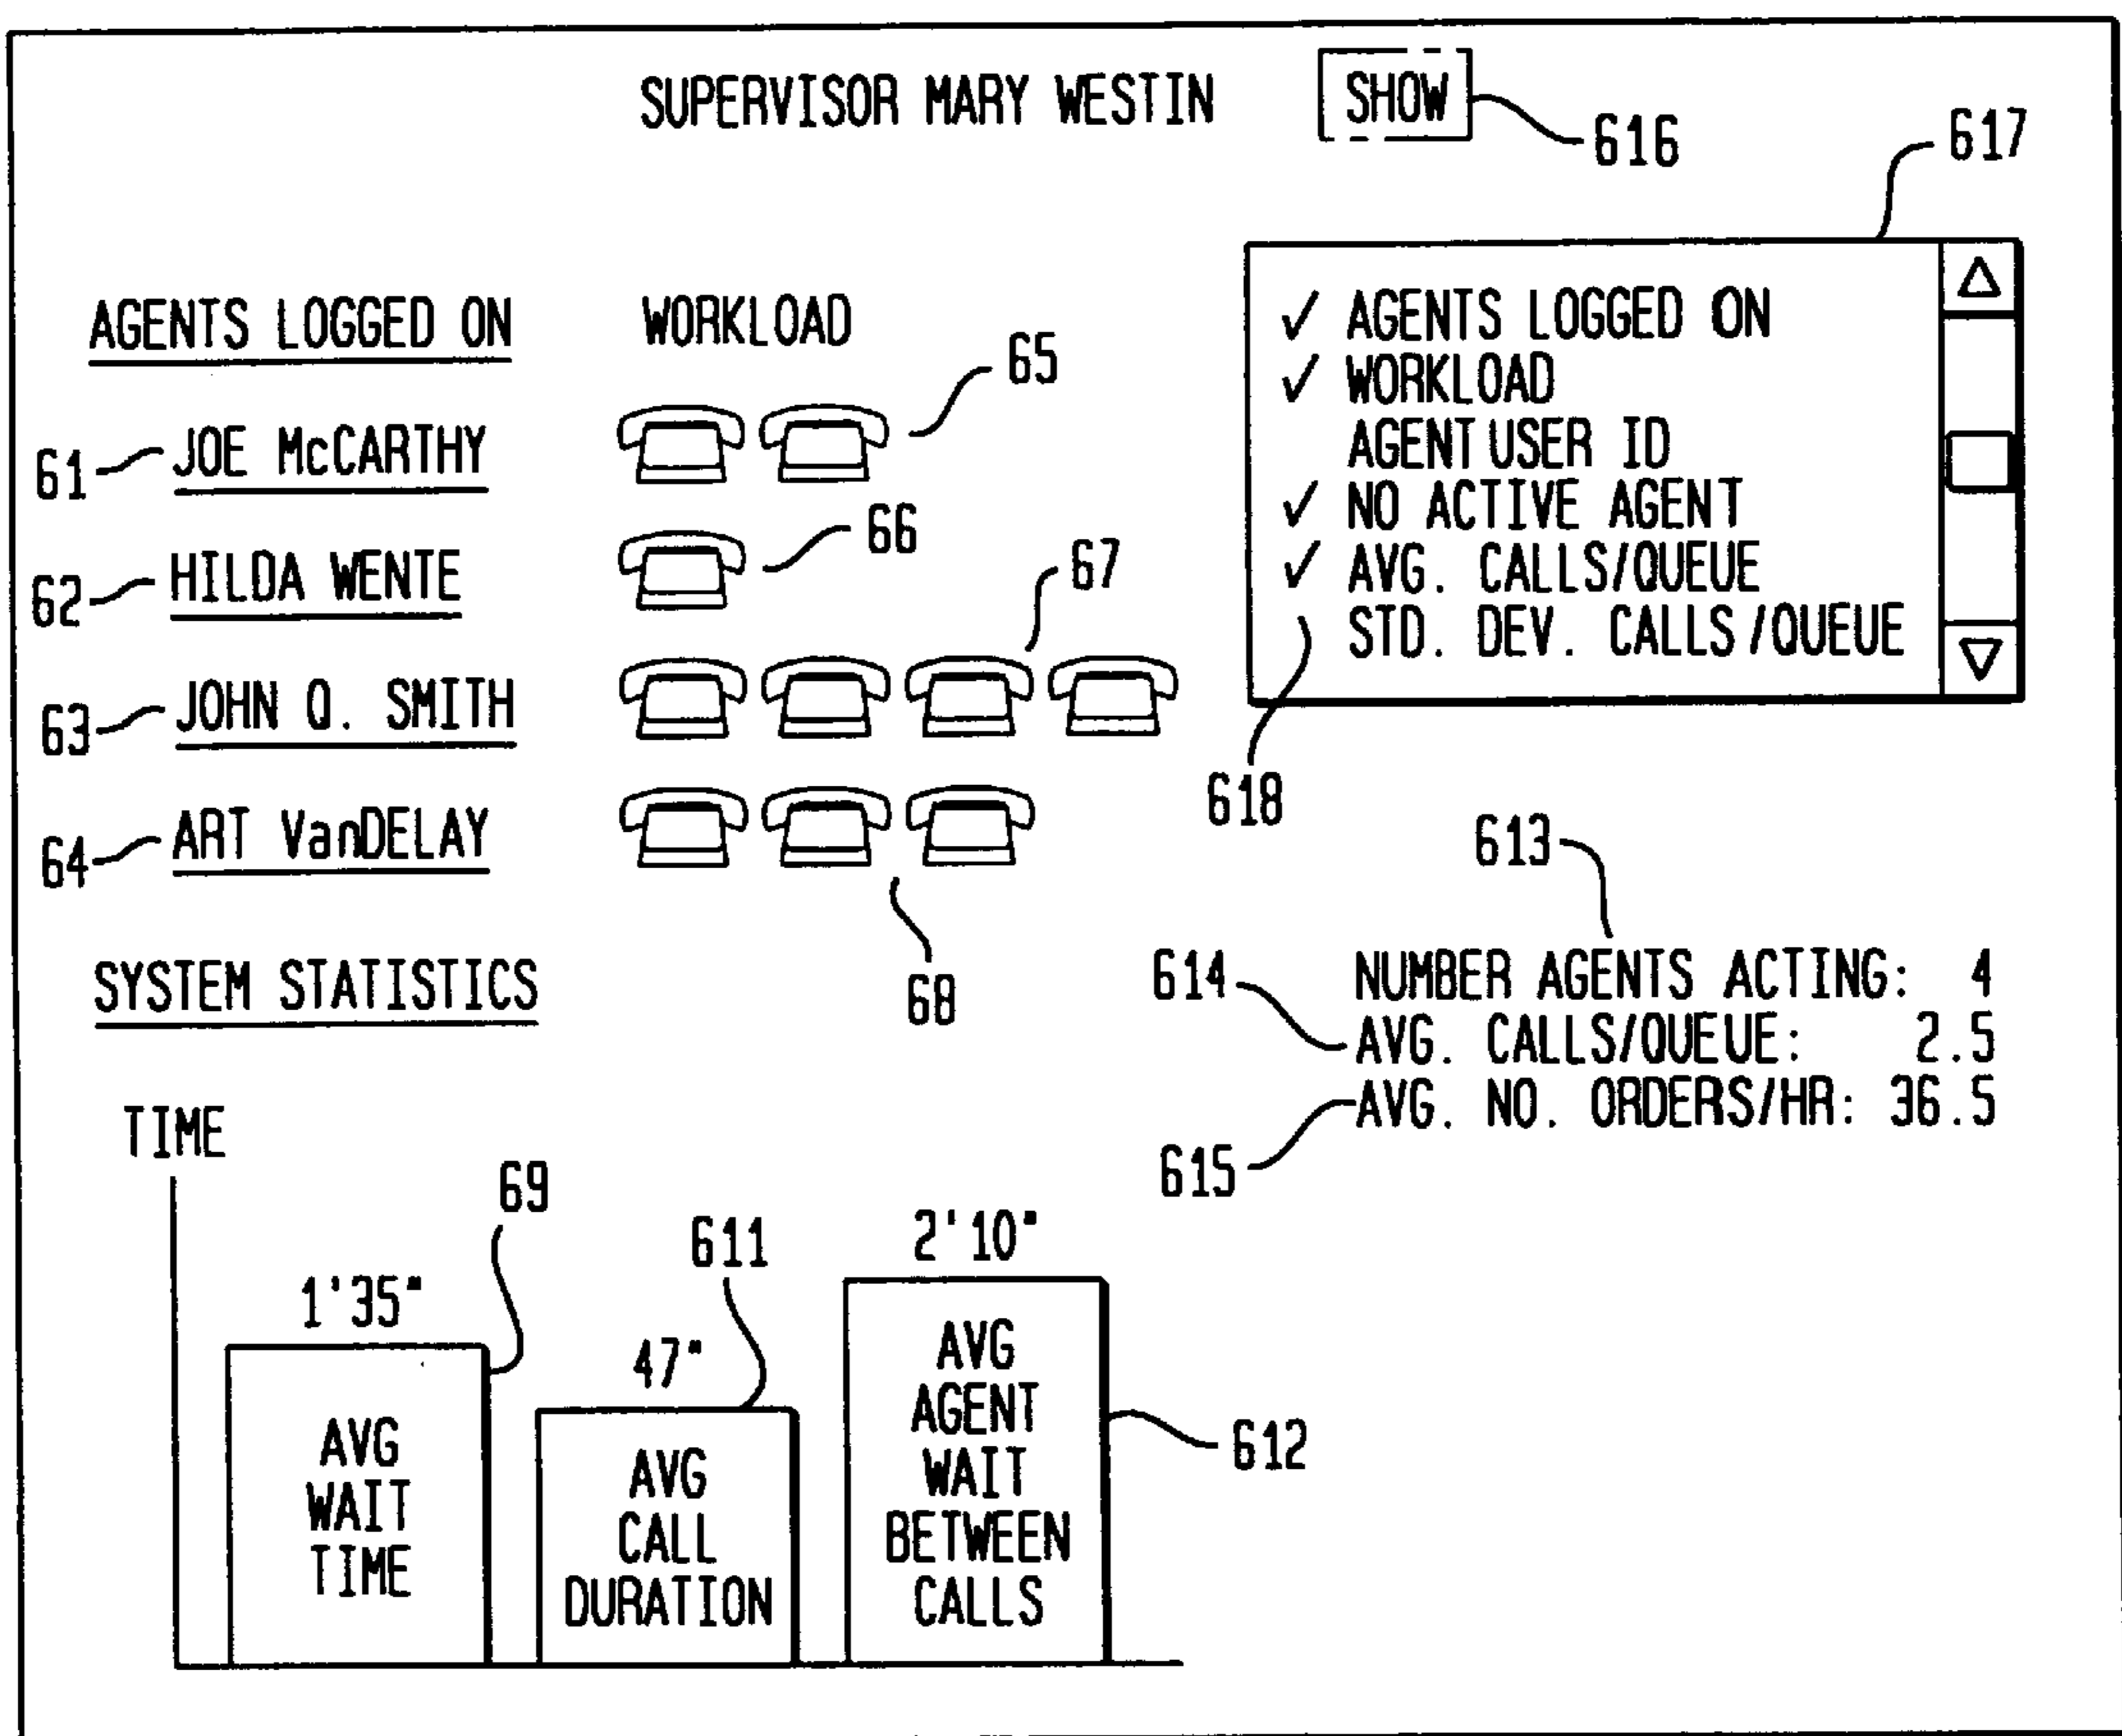 SUPERVISOR MARY WESTIN
SHOW
616
617
AGENTS LOGGED ON
WORKLOAD
65
61
JOE McCARTHY
66
62
HILDA WENTE
67
63
JOHN Q. SMITH
64
ART VanDELAY
68
✓ AGENTS LOGGED ON
✓ WORKLOAD
AGENT USER ID
✓ NO ACTIVE AGENT
✓ AVG. CALLS/QUEUE
STD. DEV. CALLS/QUEUE
618
613
NUMBER AGENTS ACTING: 4
614
AVG. CALLS/QUEUE: 2.5
615
AVG. NO. ORDERS/HR: 36.5
SYSTEM STATISTICS
TIME
69
1'35"
AVG
WAIT
TIME
611
47"
AVG
CALL
DURATION
2'10"
AVG
AGENT
WAIT
BETWEEN
CALLS
612